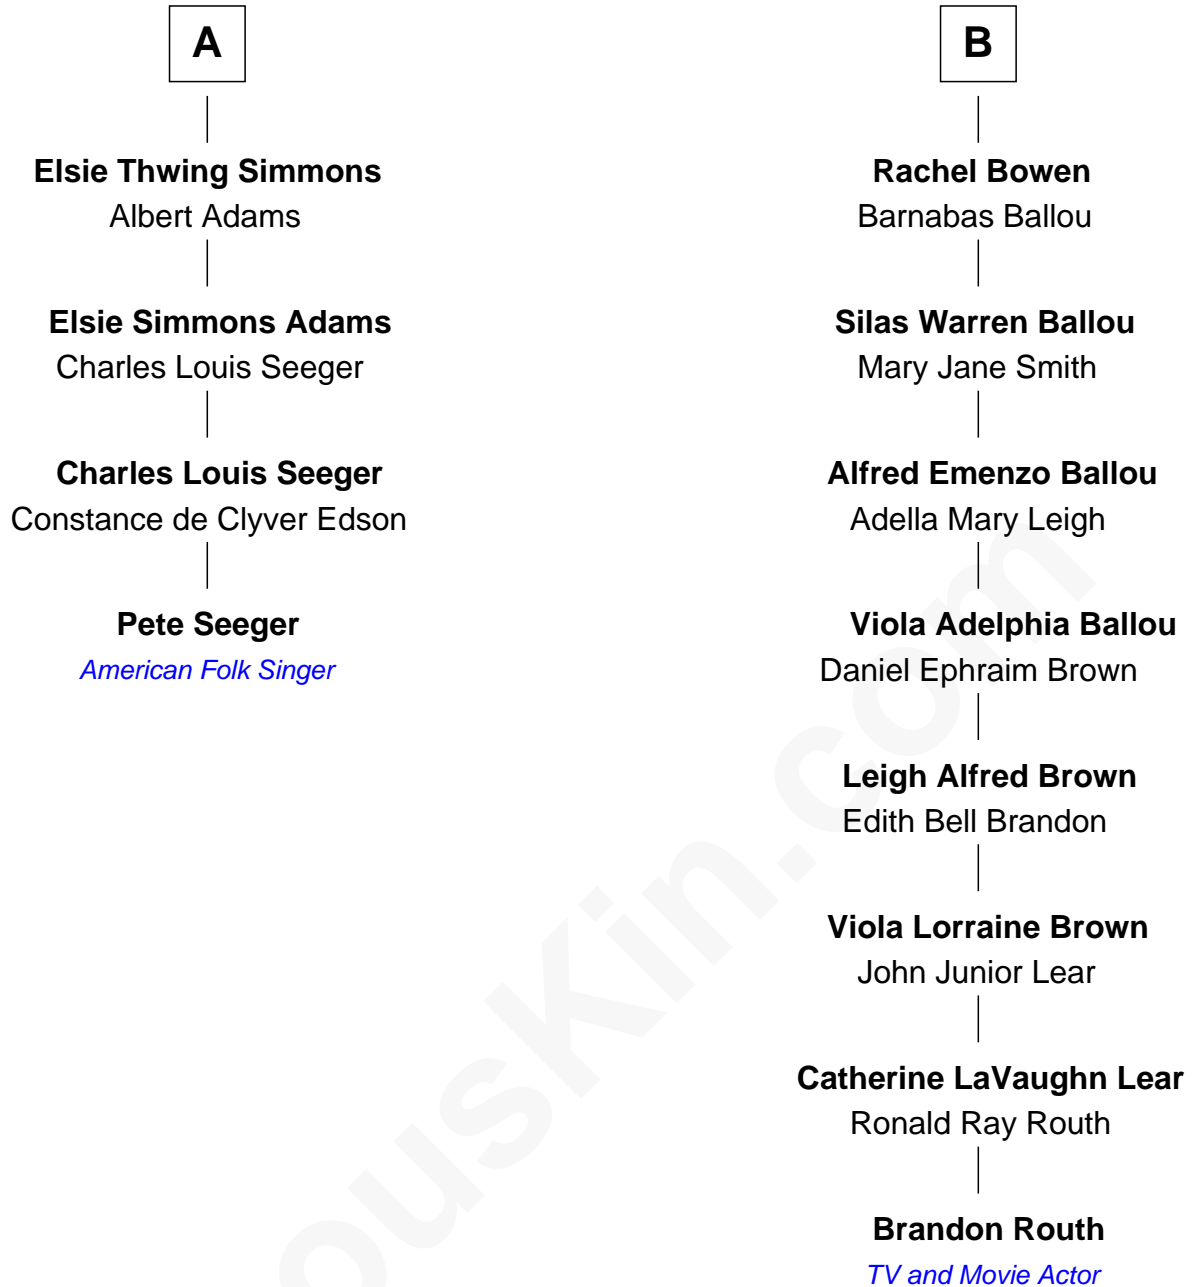 A
Elsie Thwing Simmons
Albert Adams
Elsie Simmons Adams
Charles Louis Seeger
Charles Louis Seeger
Constance de Clyver Edson
Pete Seeger
American Folk Singer
B
Rachel Bowen
Barnabas Ballou
Silas Warren Ballou
Mary Jane Smith
Alfred Emenzo Ballou
Adella Mary Leigh
Viola Adelphia Ballou
Daniel Ephraim Brown
Leigh Alfred Brown
Edith Bell Brandon
Viola Lorraine Brown
John Junior Lear
Catherine LaVaughn Lear
Ronald Ray Routh
Brandon Routh
TV and Movie Actor
ousKin.com